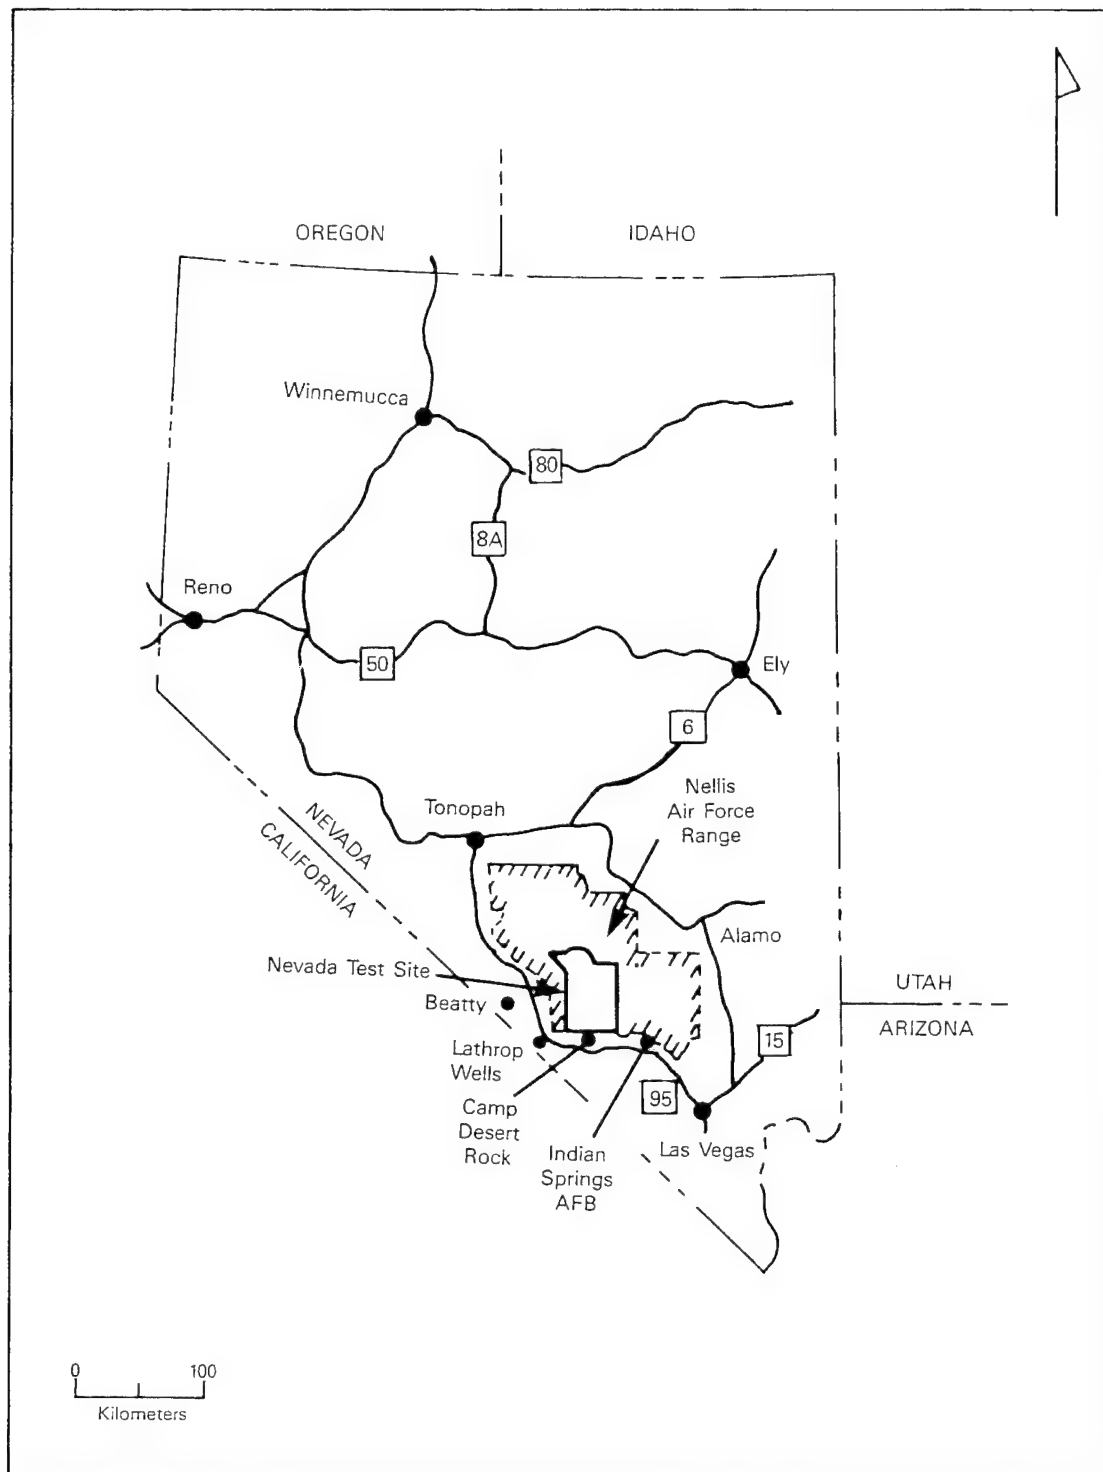 OREGON
IDAHO
Winnemucca
80
8A
Reno
50
Ely
6
Nellis
Air Force
Range
Tonopah
NEVADA
CALIFORNIA
Alamo
Nevada Test Site
Beatty
UTAH
ARIZONA
Lathrop
Wells
15
95
Camp
Desert
Rock
Indian
Springs
AFB
Las Vegas
0 100
Kilometers